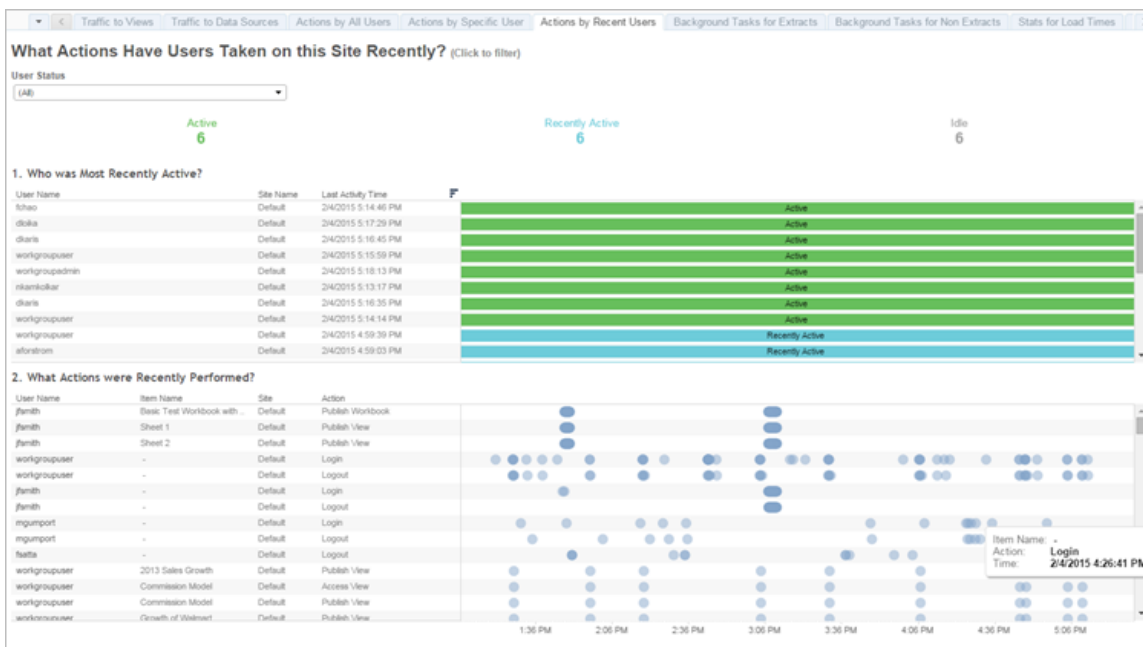 Traffic to Views Traffic to Data Sources Actions by All Users Actions by Specific User Actions by Recent Users Background Tasks for Extracts Background Tasks for Non Extracts Stats for Load Times
What Actions Have Users Taken on this Site Recently? (Click to filter)
User Status
(All)
Active Recently Active Idle
6 6 6
1. Who was Most Recently Active?
User Name Site Name Last Activity Time
fchao Default 2/4/2015 5:14:46 PM Active
dloika Default 2/4/2015 5:17:29 PM Active
dkaris Default 2/4/2015 5:16:45 PM Active
workgroupuser Default 2/4/2015 5:15:59 PM Active
workgroupadmin Default 2/4/2015 5:18:13 PM Active
nkamkolkar Default 2/4/2015 5:13:17 PM Active
dkaris Default 2/4/2015 5:16:35 PM Active
workgroupuser Default 2/4/2015 5:14:14 PM Active
workgroupuser Default 2/4/2015 4:59:39 PM Recently Active
aforstrom Default 2/4/2015 4:59:03 PM Recently Active
2. What Actions were Recently Performed?
User Name Item Name Site Action
jfsmith Basic Test Workbook with .. Default Publish Workbook
jfsmith Sheet 1 Default Publish View
jfsmith Sheet 2 Default Publish View
workgroupuser - Default Login
workgroupuser - Default Logout
jfsmith - Default Login
jfsmith - Default Logout
mgumport - Default Login
mgumport - Default Logout
fsatta - Default Logout
workgroupuser 2013 Sales Growth Default Publish View
workgroupuser Commission Model Default Access View
workgroupuser Commission Model Default Publish View
workgroupuser Growth of Walmart Default Publish View
Item Name: -
Action: Login
Time: 2/4/2015 4:26:41 PM
1:36 PM 2:06 PM 2:36 PM 3:06 PM 3:36 PM 4:06 PM 4:36 PM 5:06 PM